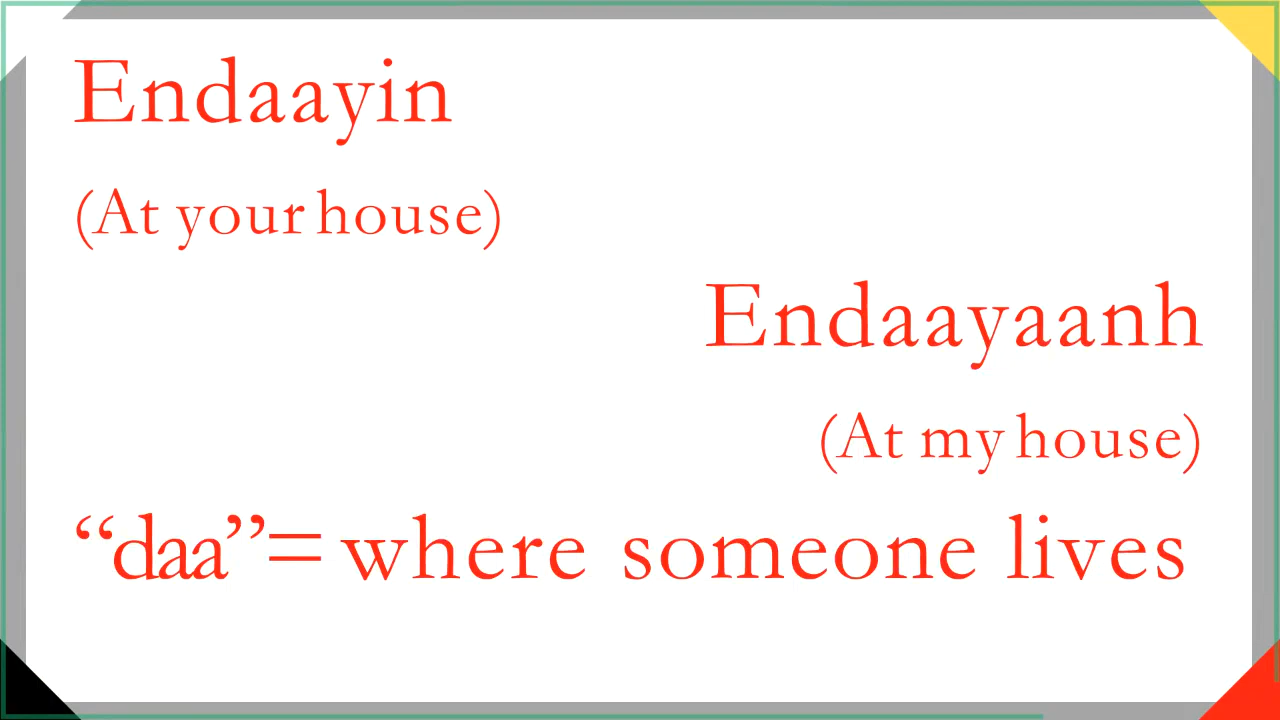 Endaayin
(At your house)
Endaayaanh
(At my house)
“daa”= where someone lives